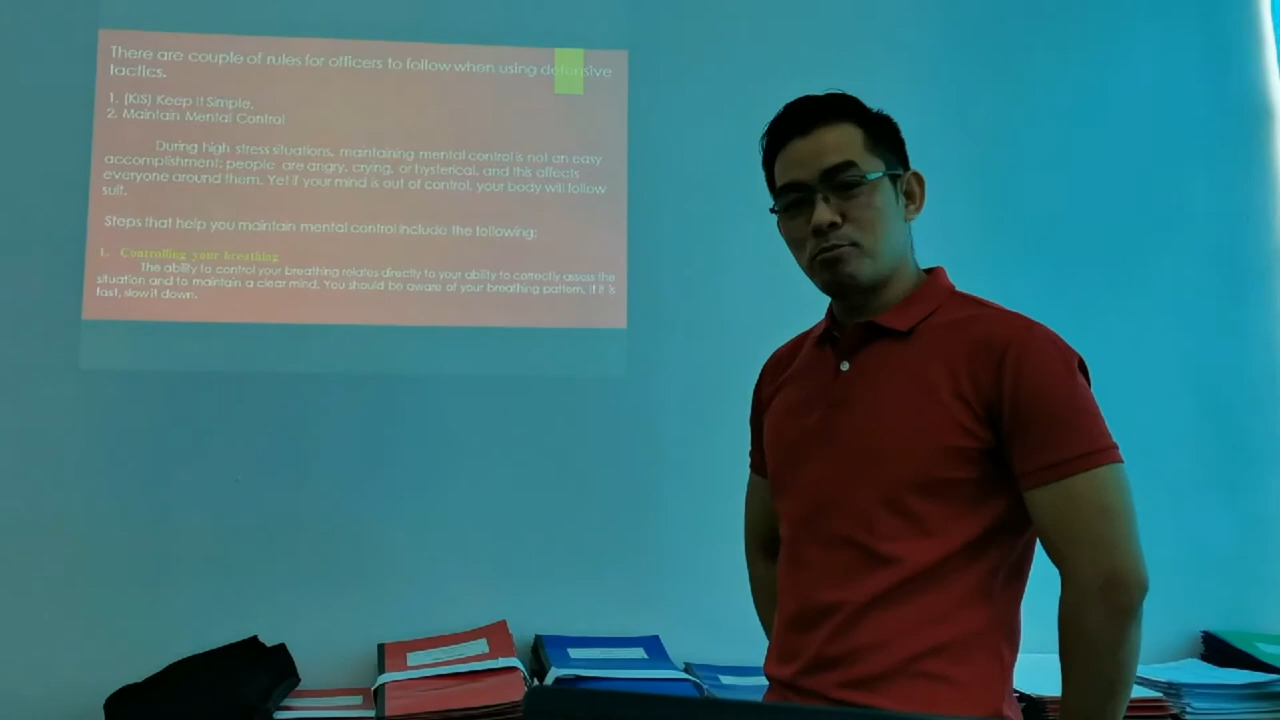 There are couple of rules for officers to follow when using defensive
tactics.
1. (KIS) Keep It Simple.
2. Maintain Mental Control
During high stress situations, maintaining mental control is not an easy
accomplishment; people are angry, crying, or hysterical, and this affects
everyone around them. Yet if your mind is out of control, your body will follow
suit.
Steps that help you maintain mental control include the following:
1. Controlling your breathing
The ability to control your breathing relates directly to your ability to correctly assess the
situation and to maintain a clear mind. You should be aware of your breathing pattern, if it is
fast, slow it down.